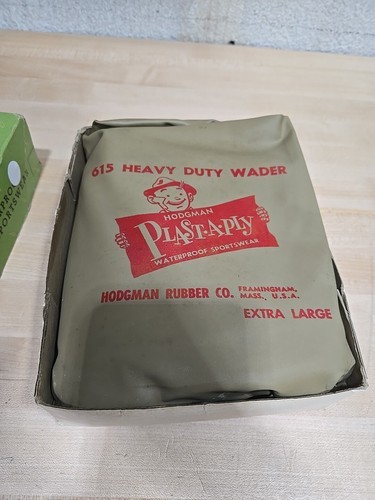 615 HEAVY DUTY WADER
HODGMAN
PLAST-A-PLY
WATERPROOF SPORTSWEAR
HODGMAN RUBBER CO. FRAMINGHAM,
MASS., U.S.A.
EXTRA LARGE